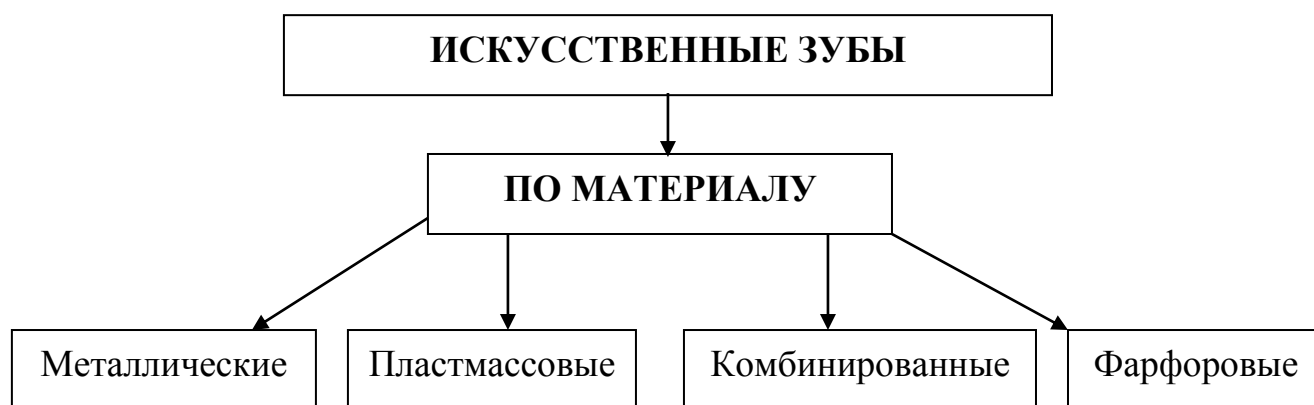 ИСКУССТВЕННЫЕ ЗУБЫ
ПО МАТЕРИАЛУ
Металлические
Пластмассовые
Комбинированные
Фарфоровые